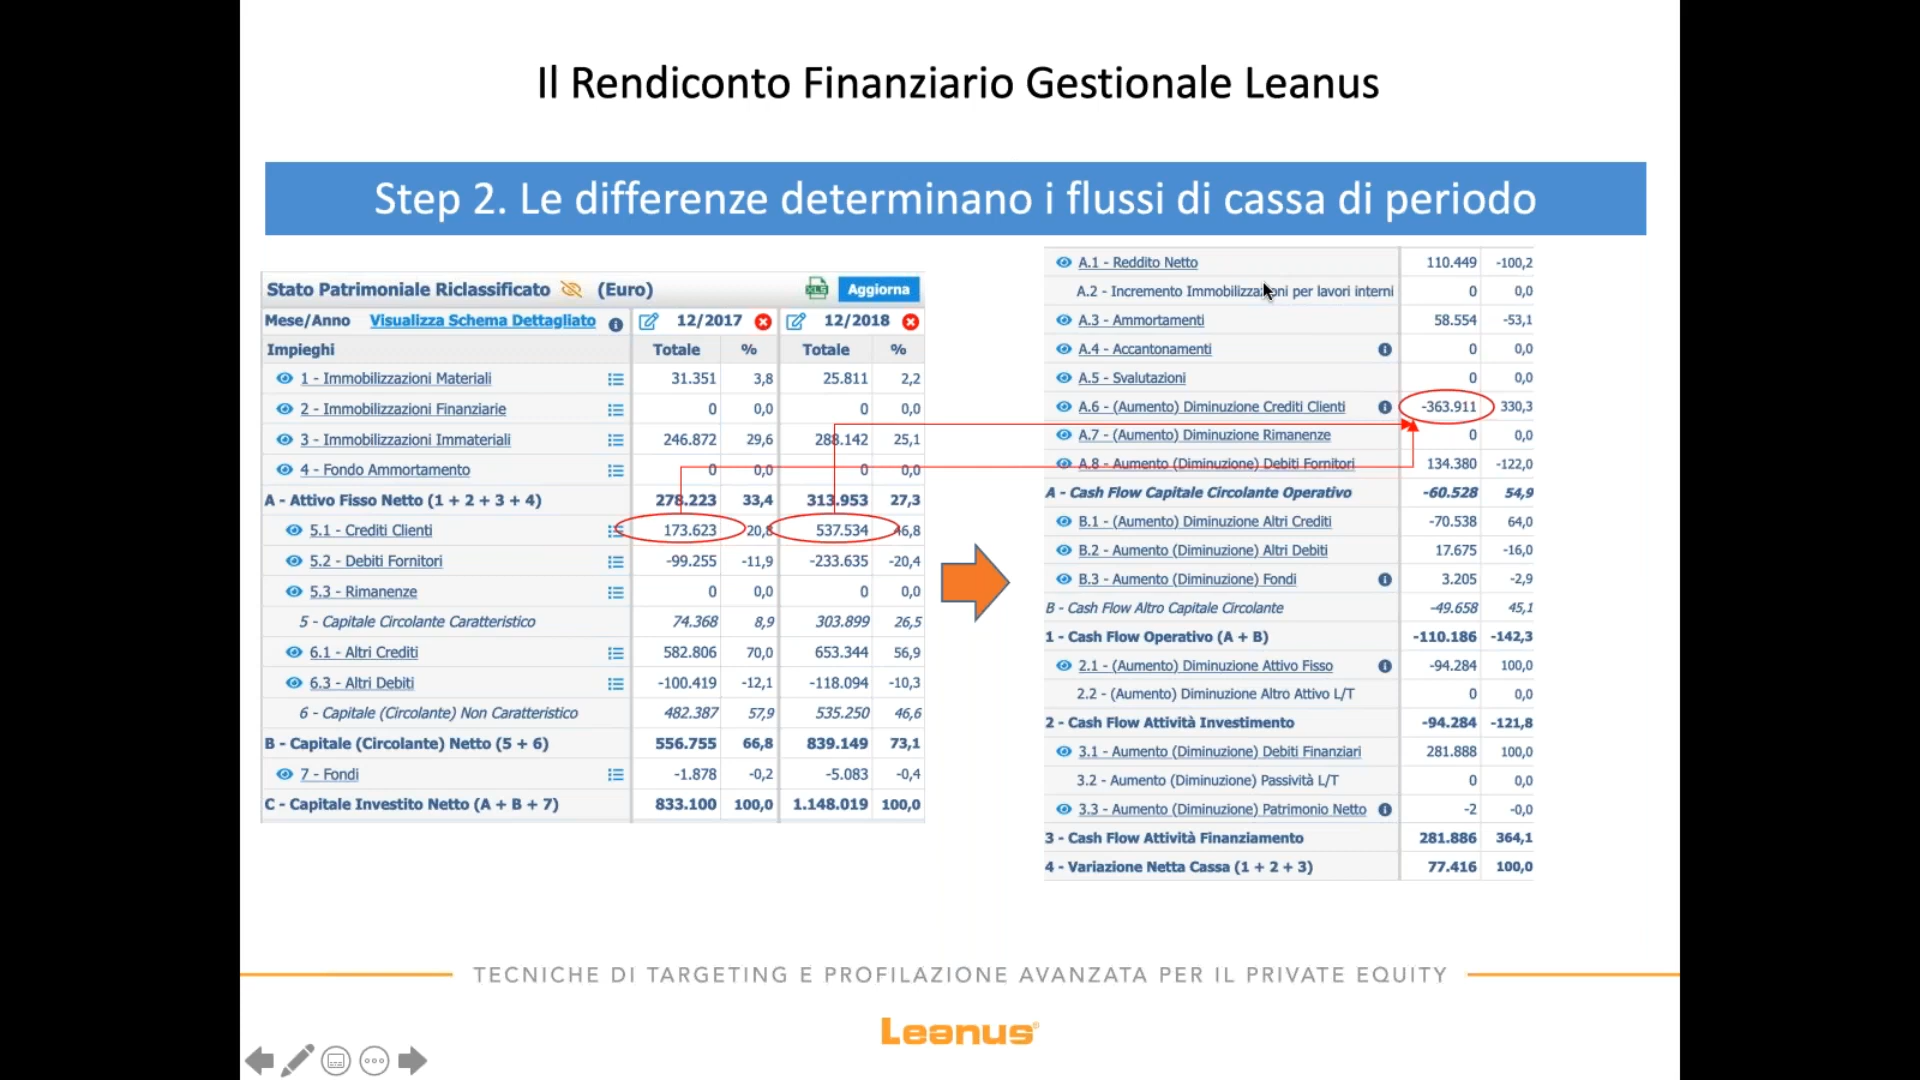 Il Rendiconto Finanziario Gestionale Leanus
Step 2. Le differenze determinano i flussi di cassa di periodo
Stato Patrimoniale Riclassificato (Euro) XLS Aggiorna
Mese/Anno Visualizza Schema Dettagliato 12/2017 12/2018
Impieghi Totale % Totale %
1 - Immobilizzazioni Materiali 31.351 3,8 25.811 2,2
2 - Immobilizzazioni Finanziarie 0 0,0 0 0,0
3 - Immobilizzazioni Immateriali 246.872 29,6 288.142 25,1
4 - Fondo Ammortamento 0 0,0 0 0,0
A - Attivo Fisso Netto (1 + 2 + 3 + 4) 278.223 33,4 313.953 27,3
5.1 - Crediti Clienti 173.623 20,8 537.534 46,8
5.2 - Debiti Fornitori -99.255 -11,9 -233.635 -20,4
5.3 - Rimanenze 0 0,0 0 0,0
5 - Capitale Circolante Caratteristico 74.368 8,9 303.899 26,5
6.1 - Altri Crediti 582.806 70,0 653.344 56,9
6.3 - Altri Debiti -100.419 -12,1 -118.094 -10,3
6 - Capitale (Circolante) Non Caratteristico 482.387 57,9 535.250 46,6
B - Capitale (Circolante) Netto (5 + 6) 556.755 66,8 839.149 73,1
7 - Fondi -1.878 -0,2 -5.083 -0,4
C - Capitale Investito Netto (A + B + 7) 833.100 100,0 1.148.019 100,0
A.1 - Reddito Netto 110.449 -100,2
A.2 - Incremento Immobilizzazioni per lavori interni 0 0,0
A.3 - Ammortamenti 58.554 -53,1
A.4 - Accantonamenti 0 0,0
A.5 - Svalutazioni 0 0,0
A.6 - (Aumento) Diminuzione Crediti Clienti -363.911 330,3
A.7 - (Aumento) Diminuzione Rimanenze 0 0,0
A.8 - Aumento (Diminuzione) Debiti Fornitori 134.380 -122,0
A - Cash Flow Capitale Circolante Operativo -60.528 54,9
B.1 - (Aumento) Diminuzione Altri Crediti -70.538 64,0
B.2 - Aumento (Diminuzione) Altri Debiti 17.675 -16,0
B.3 - Aumento (Diminuzione) Fondi 3.205 -2,9
B - Cash Flow Altro Capitale Circolante -49.658 45,1
1 - Cash Flow Operativo (A + B) -110.186 -142,3
2.1 - (Aumento) Diminuzione Attivo Fisso -94.284 100,0
2.2 - (Aumento) Diminuzione Altro Attivo L/T 0 0,0
2 - Cash Flow Attività Investimento -94.284 -121,8
3.1 - Aumento (Diminuzione) Debiti Finanziari 281.888 100,0
3.2 - Aumento (Diminuzione) Passività L/T 0 0,0
3.3 - Aumento (Diminuzione) Patrimonio Netto -2 -0,0
3 - Cash Flow Attività Finanziamento 281.886 364,1
4 - Variazione Netta Cassa (1 + 2 + 3) 77.416 100,0
TECNICHE DI TARGETING E PROFILAZIONE AVANZATA PER IL PRIVATE EQUITY
Leanus®